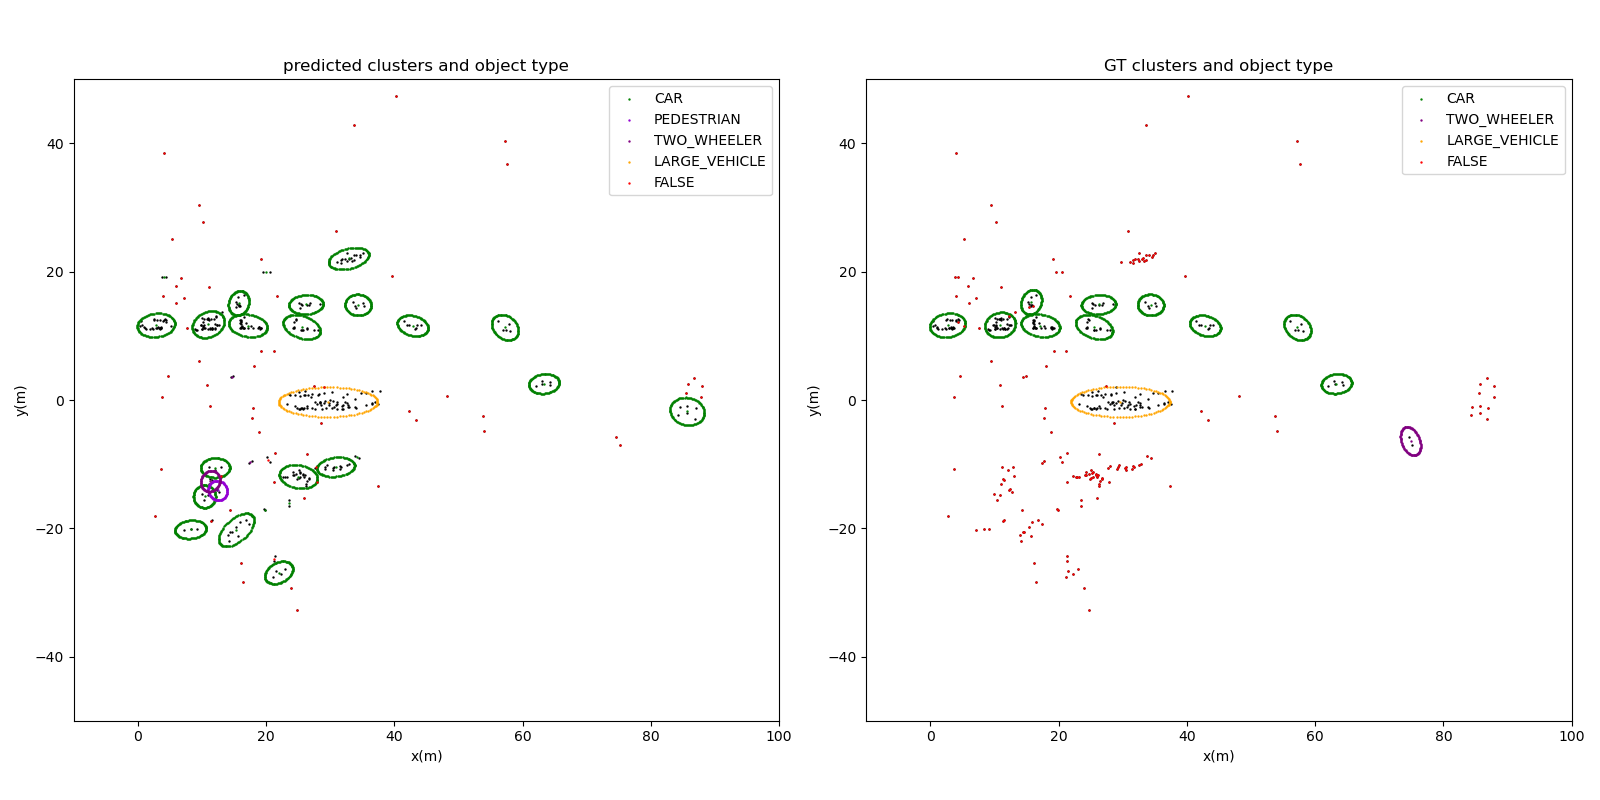 predicted clusters and object type
CAR
PEDESTRIAN
TWO_WHEELER
LARGE_VEHICLE
FALSE
40
20
0
−20
−40
y(m)
0 20 40 60 80 100
x(m)
GT clusters and object type
CAR
TWO_WHEELER
LARGE_VEHICLE
FALSE
40
20
0
−20
−40
y(m)
0 20 40 60 80 100
x(m)